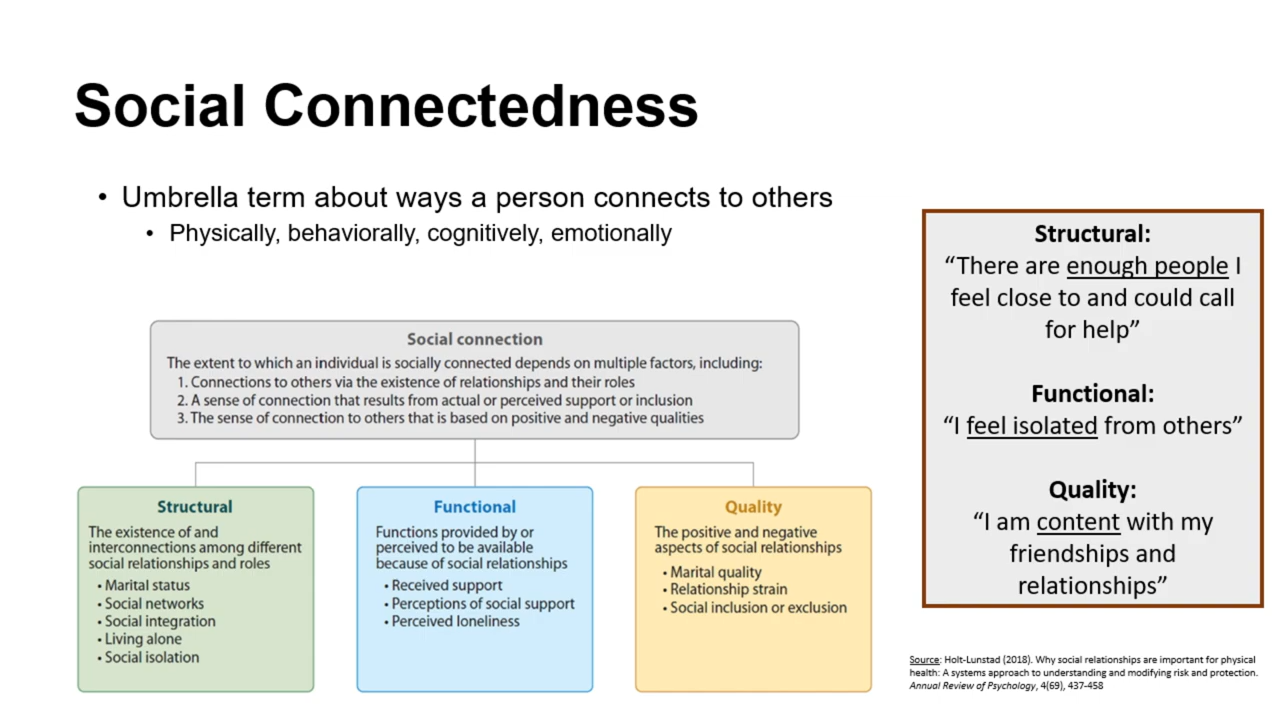 Social Connectedness
• Umbrella term about ways a person connects to others
• Physically, behaviorally, cognitively, emotionally
Social connection
The extent to which an individual is socially connected depends on multiple factors, including:
1. Connections to others via the existence of relationships and their roles
2. A sense of connection that results from actual or perceived support or inclusion
3. The sense of connection to others that is based on positive and negative qualities
Structural
The existence of and
interconnections among different
social relationships and roles
• Marital status
• Social networks
• Social integration
• Living alone
• Social isolation
Functional
Functions provided by or
perceived to be available
because of social relationships
• Received support
• Perceptions of social support
• Perceived loneliness
Quality
The positive and negative
aspects of social relationships
• Marital quality
• Relationship strain
• Social inclusion or exclusion
Structural:
“There are enough people I
feel close to and could call
for help”
Functional:
“I feel isolated from others”
Quality:
“I am content with my
friendships and
relationships”
Source: Holt-Lunstad (2018). Why social relationships are important for physical
health: A systems approach to understanding and modifying risk and protection.
Annual Review of Psychology, 4(69), 437-458